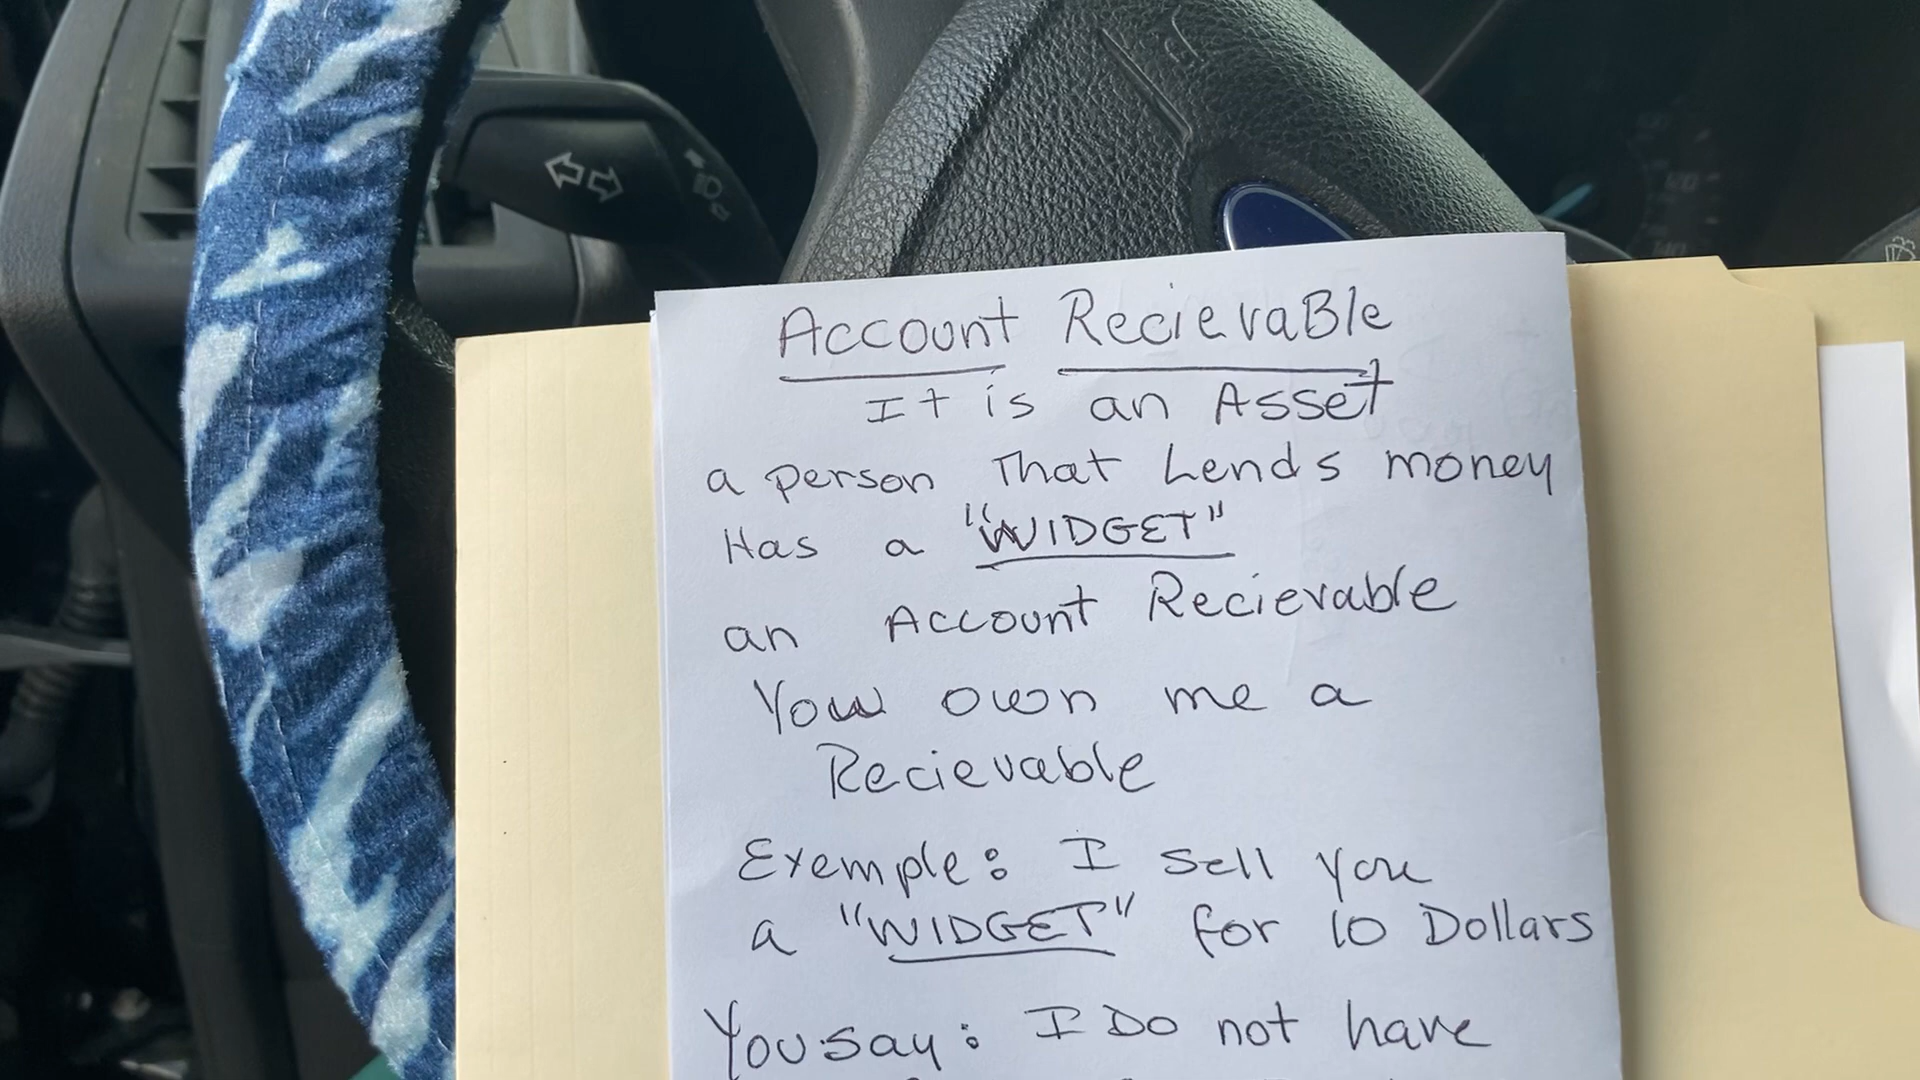 Account RecievaBle
It is an Asset
a person That Lends money
Has a "WIDGET"
an Account Recievable
You own me a
Recievable
Exemple: I sell you
a "WIDGET" for 10 Dollars
You say: I Do not have